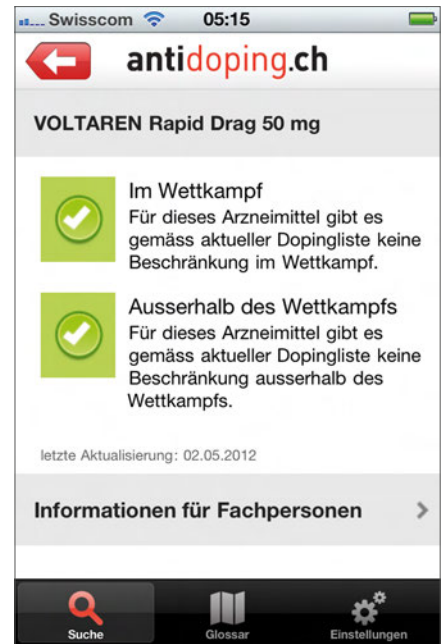 Swisscom 05:15
antidoping.ch
VOLTAREN Rapid Drag 50 mg
Im Wettkampf
Für dieses Arzneimittel gibt es
gemäss aktueller Dopingliste keine
Beschränkung im Wettkampf.
Ausserhalb des Wettkampfs
Für dieses Arzneimittel gibt es
gemäss aktueller Dopingliste keine
Beschränkung ausserhalb des
Wettkampfs.
letzte Aktualisierung: 02.05.2012
Informationen für Fachpersonen
Suche Glossar Einstellungen